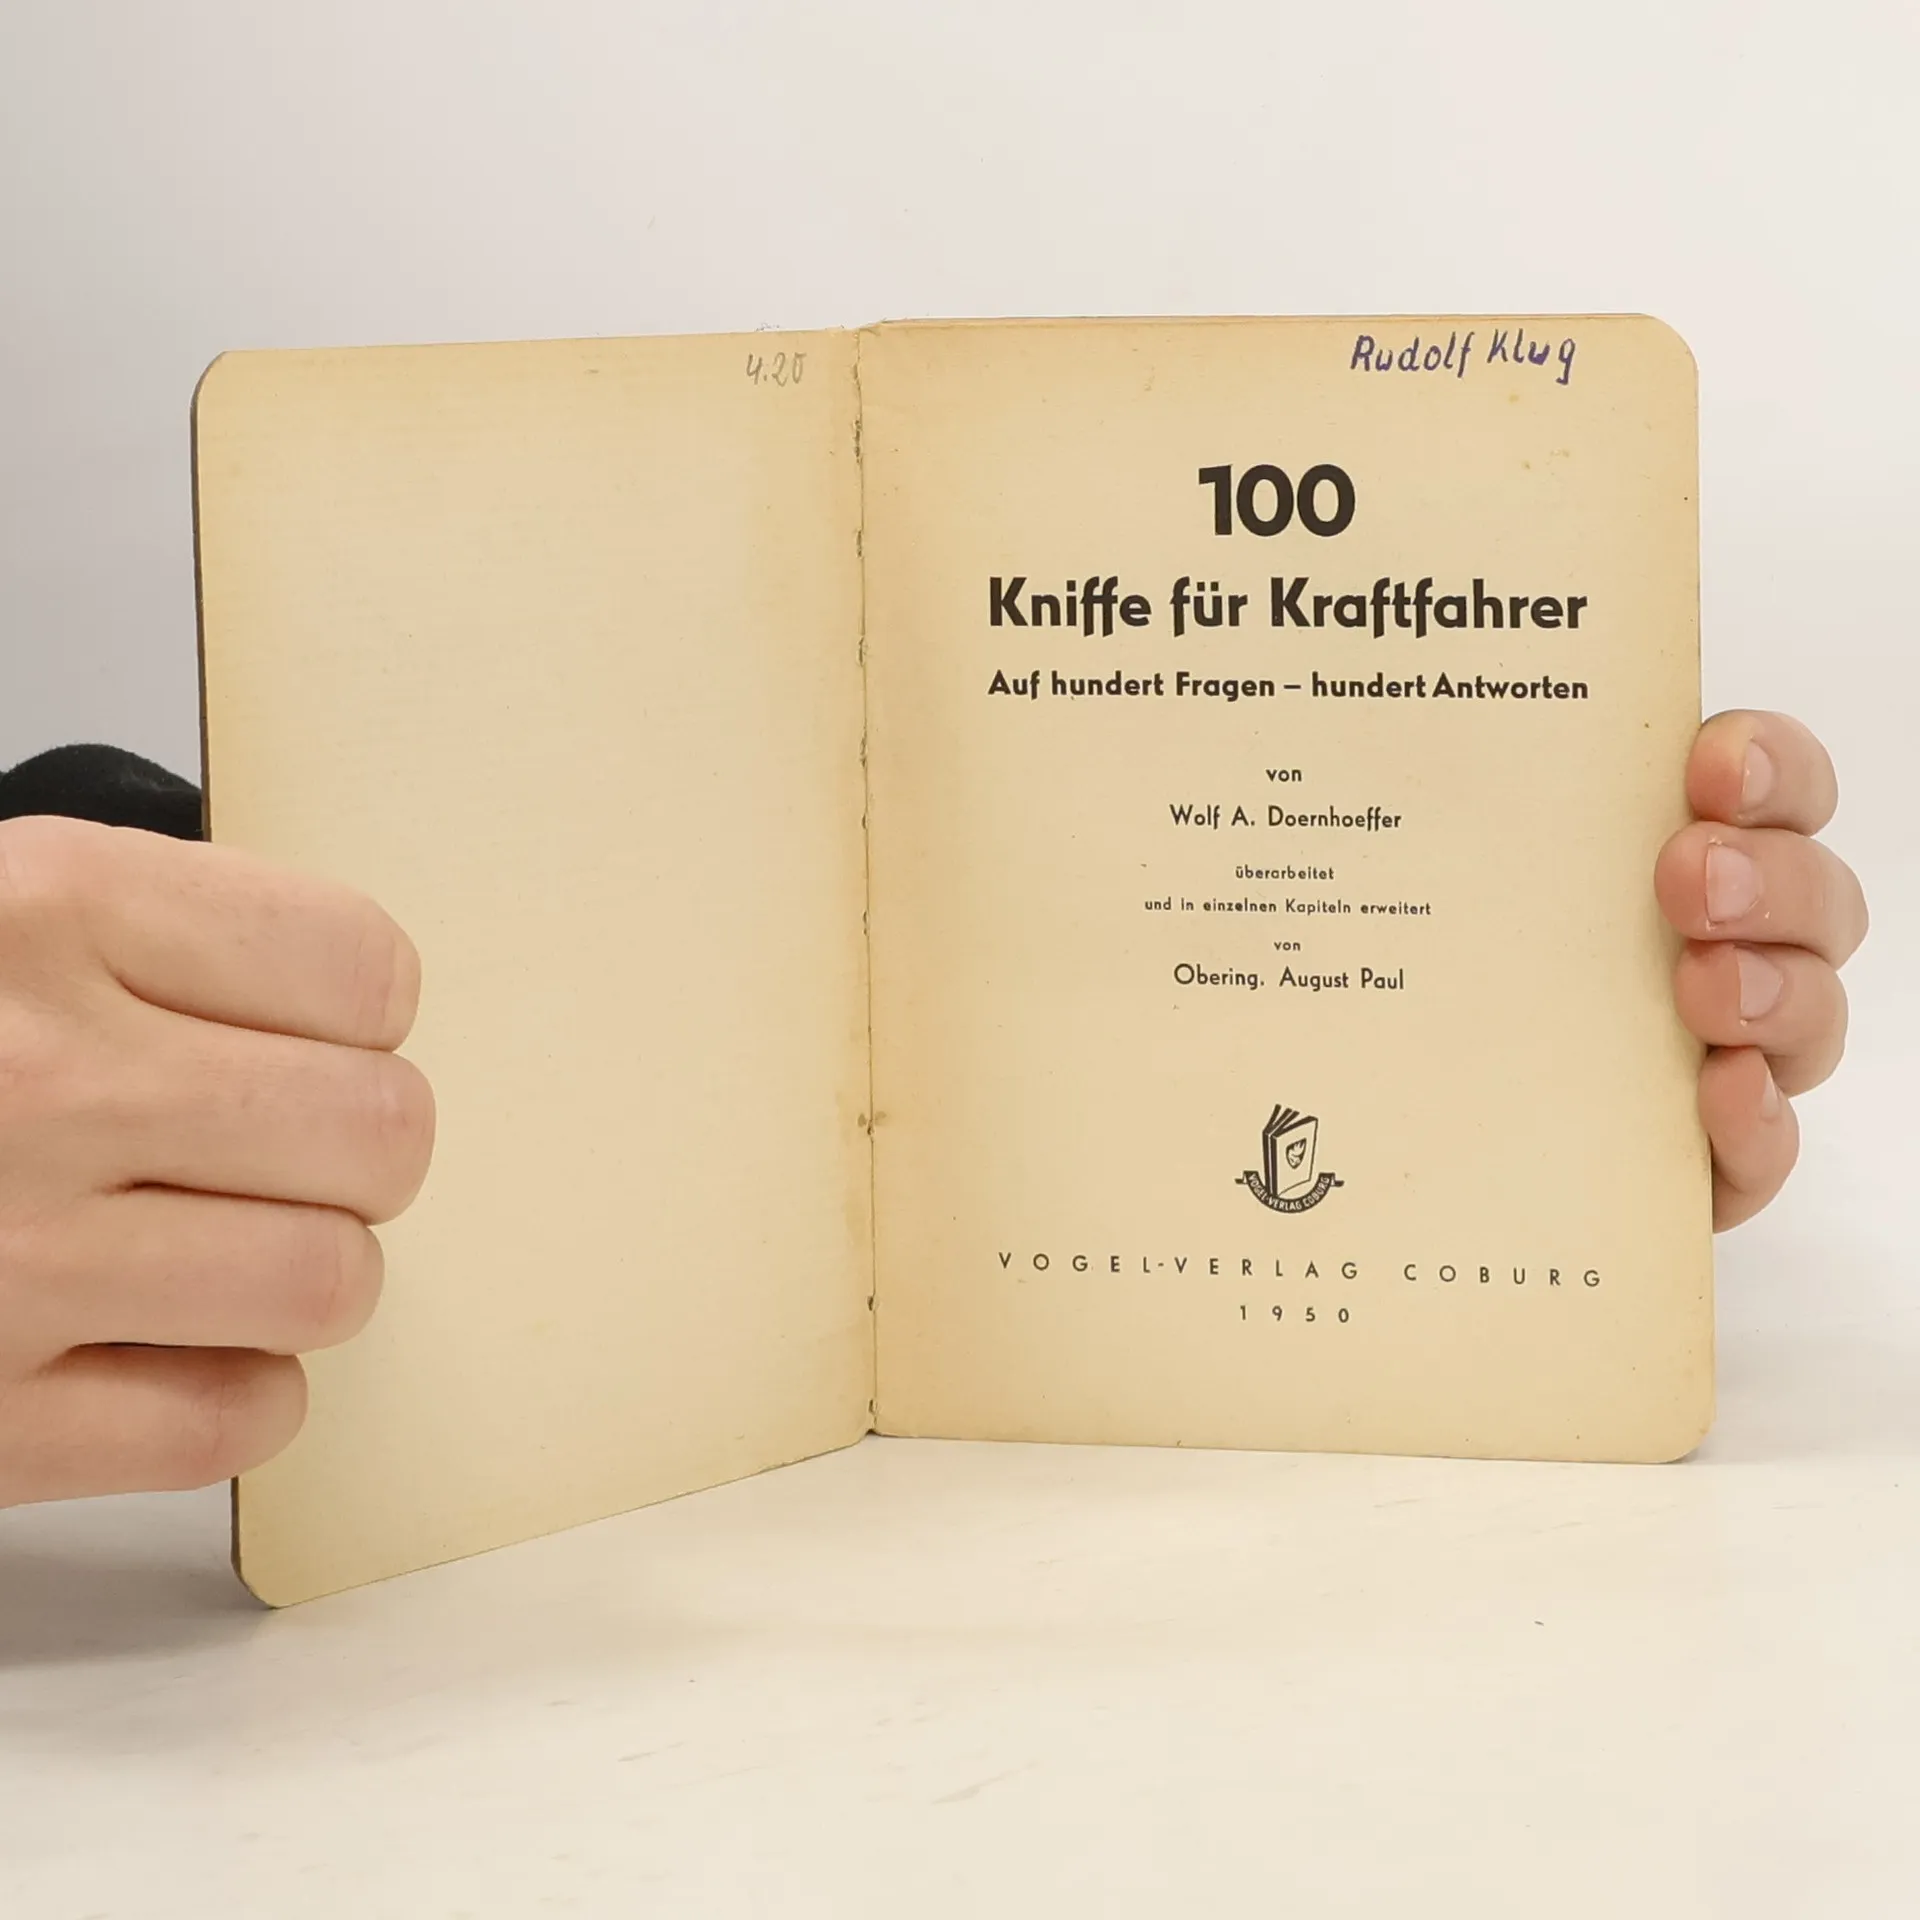 4.20
Rudolf Klug
100
Kniffe für Kraftfahrer
Auf hundert Fragen – hundert Antworten
von
Wolf A. Doernhoeffer
überarbeitet
und in einzelnen Kapiteln erweitert
von
Obering. August Paul
VOGEL-VERLAG COBURG
VOGEL-VERLAG COBURG
1950